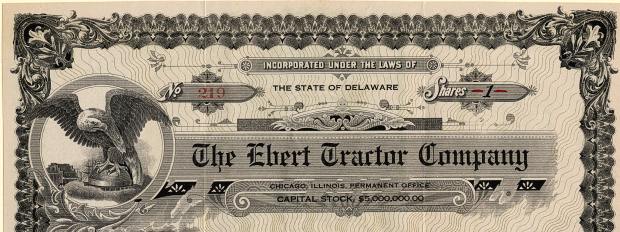 INCORPORATED UNDER THE LAWS OF
No 219
THE STATE OF DELAWARE
Shares -1-
The Ebert Tractor Company
CHICAGO, ILLINOIS, PERMANENT OFFICE
CAPITAL STOCK, $5,000,000.00